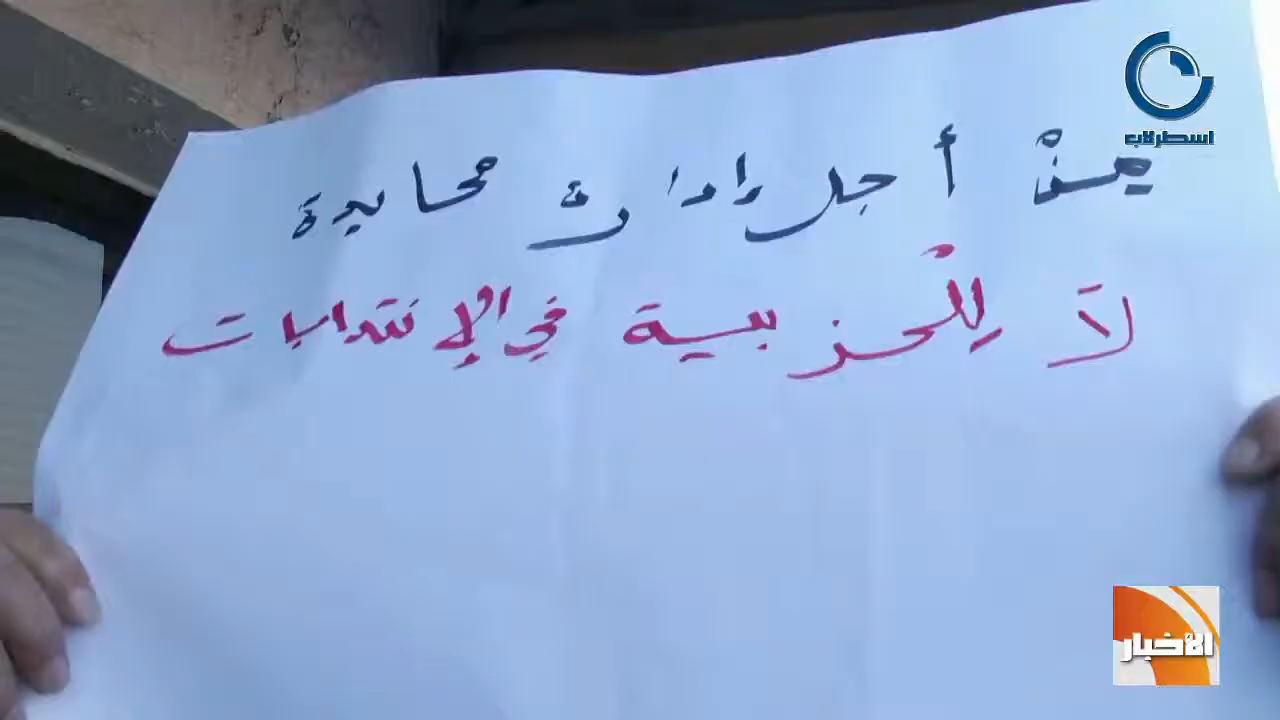 اسطرلاب
من أجل إدارة محايدة
لا للحزبية في الإنتدابات
الأخبار